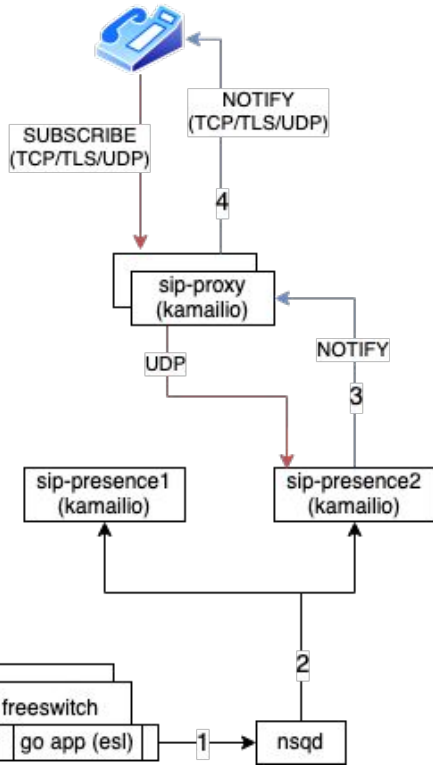 NOTIFY
(TCP/TLS/UDP)
SUBSCRIBE
(TCP/TLS/UDP)
4
sip-proxy
(kamailio)
UDP
NOTIFY
3
sip-presence1
(kamailio)
sip-presence2
(kamailio)
2
freeswitch
go app (esl)
1
nsqd